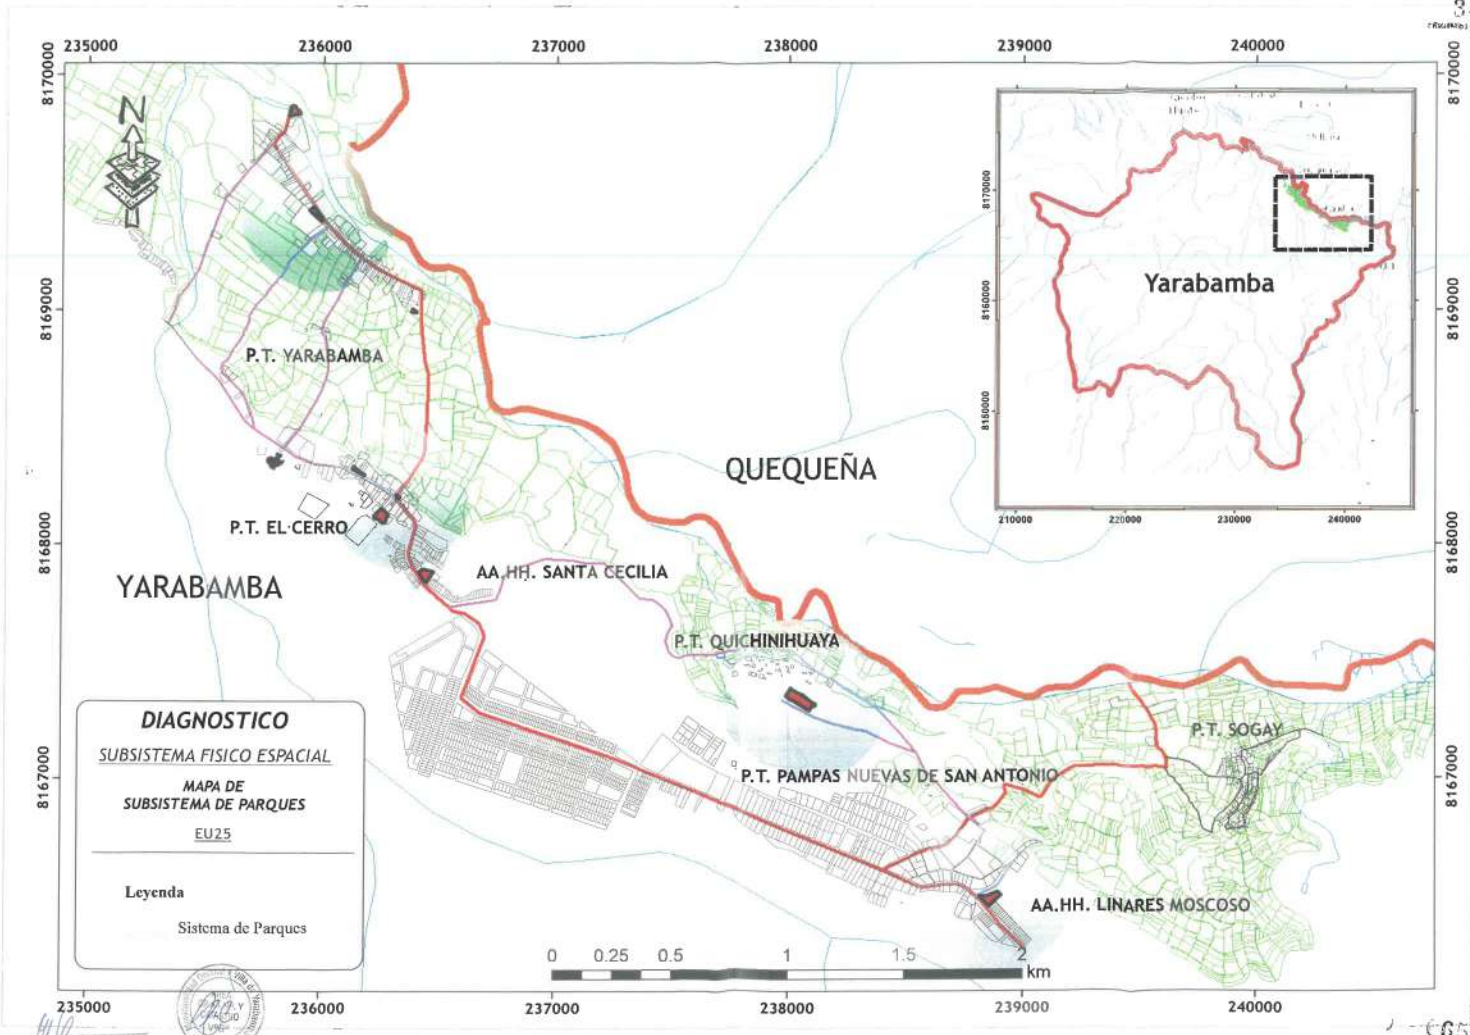 235000
236000
237000
238000
239000
240000
8170000
8170000
N
8170000
Yarabamba
8160000
8150000
210000
220000
230000
240000
8169000
8169000
P.T. YARABAMBA
QUEQUEÑA
P.T. EL CERRO
8168000
8168000
AA.HH. SANTA CECILIA
YARABAMBA
P.T. QUICHINIHUAYA
P.T. SOGAY
P.T. PAMPAS NUEVAS DE SAN ANTONIO
8167000
8167000
AA.HH. LINARES MOSCOSO
DIAGNOSTICO
SUBSISTEMA FISICO ESPACIAL
MAPA DE
SUBSISTEMA DE PARQUES
EU25
Leyenda
Sistema de Parques
0 0.25 0.5 1 1.5 2
km
235000
236000
237000
238000
239000
240000